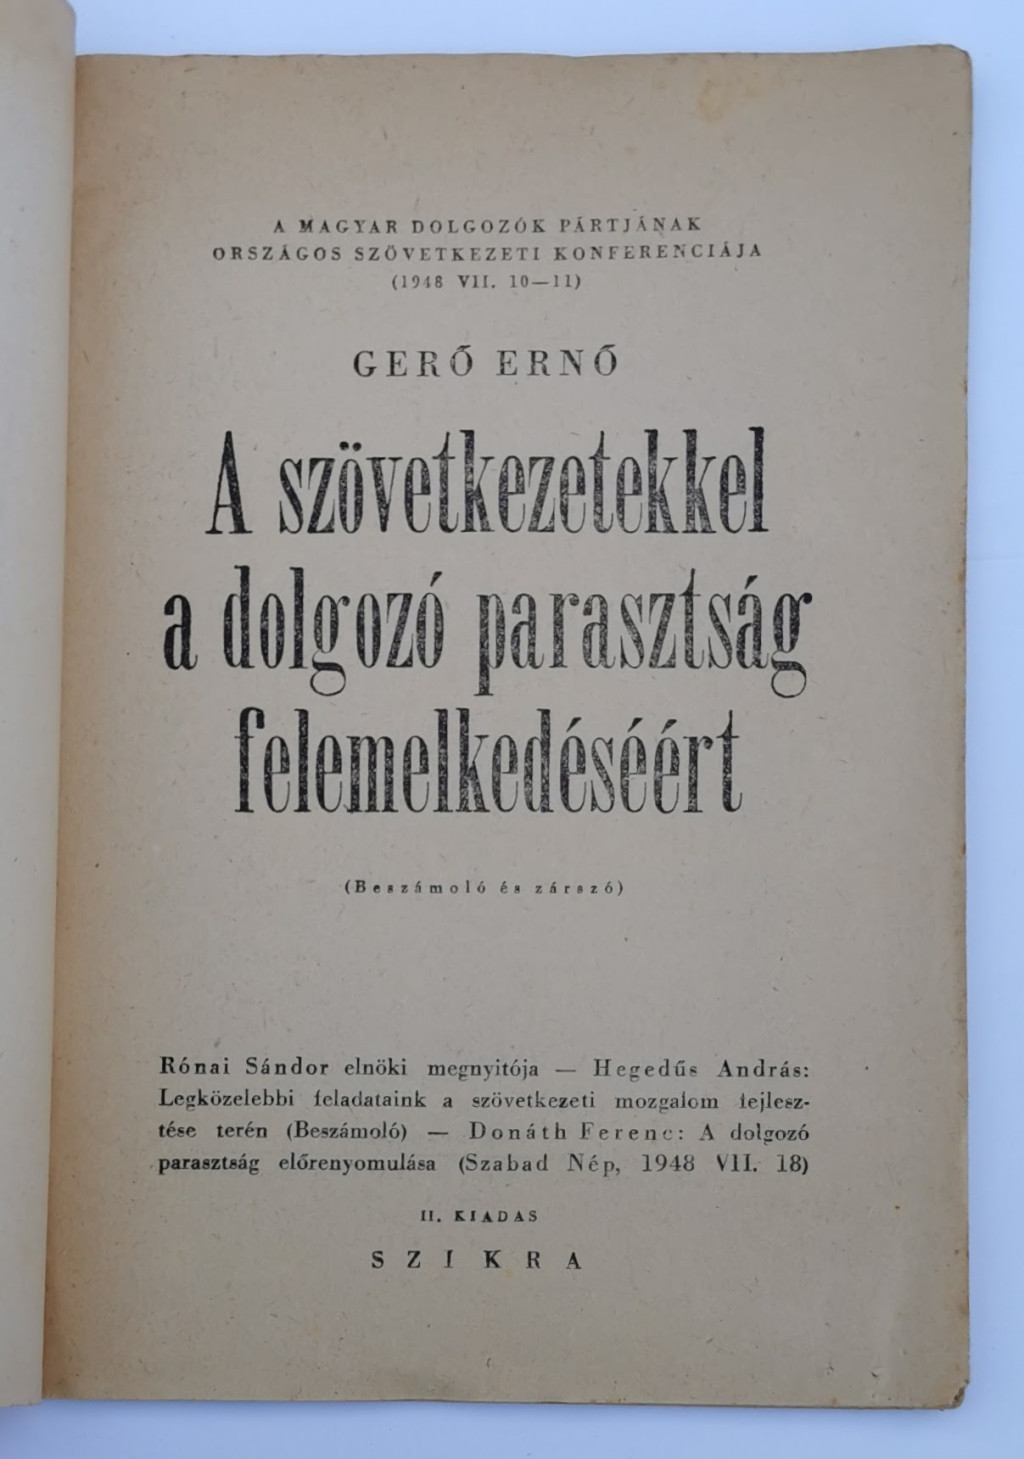 A MAGYAR DOLGOZÓK PÁRTJÁNAK
ORSZÁGOS SZÖVETKEZETI KONFERENCIÁJA
(1948 VII. 10—11)
GERŐ ERNŐ
A szövetkezetekkel
a dolgozó parasztság
felemelkedéséért
(Beszámoló és zárszó)
Rónai Sándor elnöki megnyitója — Hegedűs András:
Legközelebbi feladataink a szövetkezeti mozgalom fejlesz-
tése terén (Beszámoló) — Donáth Ferenc: A dolgozó
parasztság előrenyomulása (Szabad Nép, 1948 VII. 18)
II. KIADAS
SZIKRA